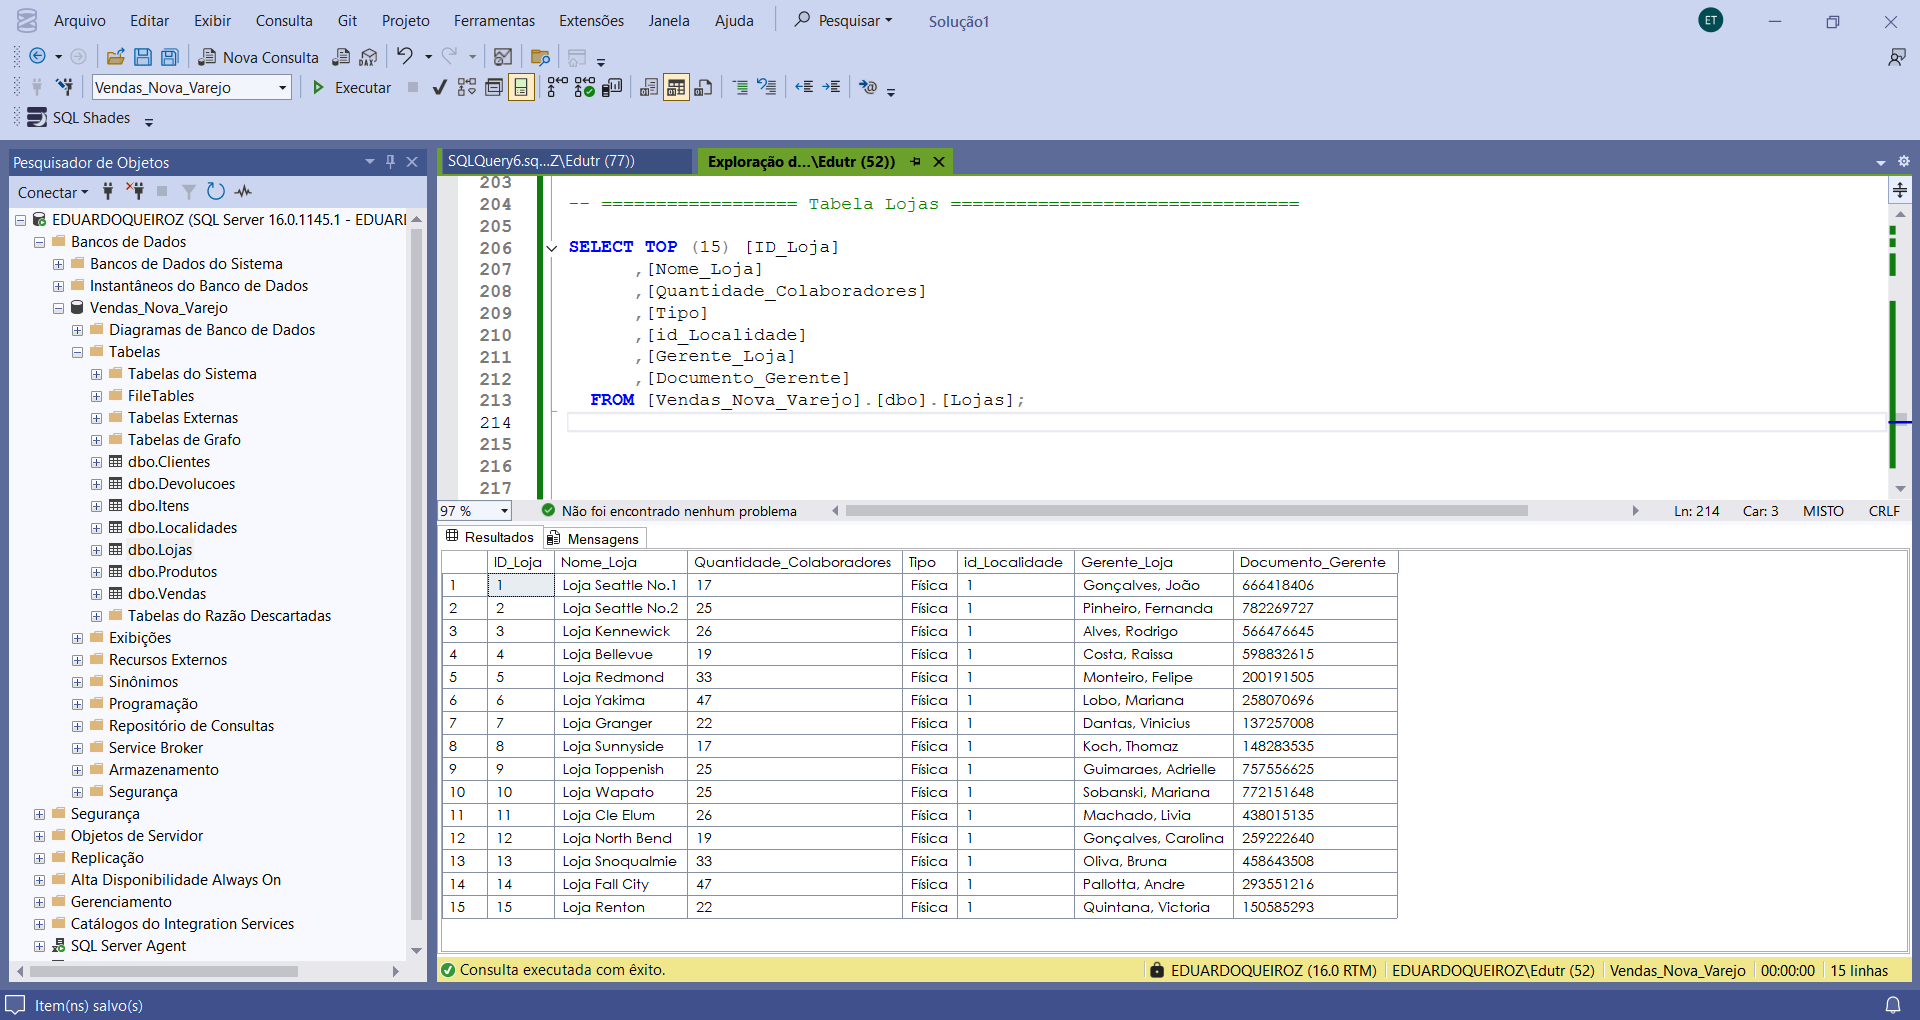 Arquivo Editar Exibir Consulta Git Projeto Ferramentas Extensões Janela Ajuda Pesquisar Solução1 ET
Nova Consulta DAX
Vendas_Nova_Varejo Executar
SQL Shades
Pesquisador de Objetos
Conectar
EDUARDOQUEIROZ (SQL Server 16.0.1145.1 - EDUARI
Bancos de Dados
Bancos de Dados do Sistema
Instantâneos do Banco de Dados
Vendas_Nova_Varejo
Diagramas de Banco de Dados
Tabelas
Tabelas do Sistema
FileTables
Tabelas Externas
Tabelas de Grafo
dbo.Clientes
dbo.Devolucoes
dbo.Itens
dbo.Localidades
dbo.Lojas
dbo.Produtos
dbo.Vendas
Tabelas do Razão Descartadas
Exibições
Recursos Externos
Sinônimos
Programação
Repositório de Consultas
Service Broker
Armazenamento
Segurança
Segurança
Objetos de Servidor
Replicação
Alta Disponibilidade Always On
Gerenciamento
Catálogos do Integration Services
SQL Server Agent
SQLQuery6.sq...Z\Edutr (77)) Exploração d...\Edutr (52))
203
204 -- ================== Tabela Lojas ================================
205
206 SELECT TOP (15) [ID_Loja]
207 ,[Nome_Loja]
208 ,[Quantidade_Colaboradores]
209 ,[Tipo]
210 ,[id_Localidade]
211 ,[Gerente_Loja]
212 ,[Documento_Gerente]
213 FROM [Vendas_Nova_Varejo].[dbo].[Lojas];
214
215
216
217
97 % Não foi encontrado nenhum problema Ln: 214 Car: 3 MISTO CRLF
Resultados Mensagens
ID_Loja Nome_Loja Quantidade_Colaboradores Tipo id_Localidade Gerente_Loja Documento_Gerente
1 1 Loja Seattle No.1 17 Física 1 Gonçalves, João 666418406
2 2 Loja Seattle No.2 25 Física 1 Pinheiro, Fernanda 782269727
3 3 Loja Kennewick 26 Física 1 Alves, Rodrigo 566476645
4 4 Loja Bellevue 19 Física 1 Costa, Raissa 598832615
5 5 Loja Redmond 33 Física 1 Monteiro, Felipe 200191505
6 6 Loja Yakima 47 Física 1 Lobo, Mariana 258070696
7 7 Loja Granger 22 Física 1 Dantas, Vinicius 137257008
8 8 Loja Sunnyside 17 Física 1 Koch, Thomaz 148283535
9 9 Loja Toppenish 25 Física 1 Guimaraes, Adrielle 757556625
10 10 Loja Wapato 25 Física 1 Sobanski, Mariana 772151648
11 11 Loja Cle Elum 26 Física 1 Machado, Livia 438015135
12 12 Loja North Bend 19 Física 1 Gonçalves, Carolina 259222640
13 13 Loja Snoqualmie 33 Física 1 Oliva, Bruna 458643508
14 14 Loja Fall City 47 Física 1 Pallotta, Andre 293551216
15 15 Loja Renton 22 Física 1 Quintana, Victoria 150585293
Consulta executada com êxito. EDUARDOQUEIROZ (16.0 RTM) EDUARDOQUEIROZ\Edutr (52) Vendas_Nova_Varejo 00:00:00 15 linhas
Item(ns) salvo(s)